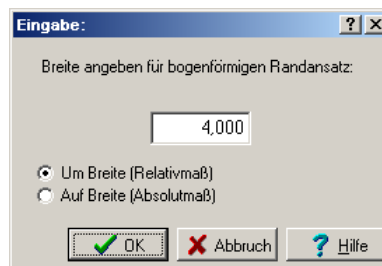 Eingabe:
Breite angeben für bogenförmigen Randansatz:
4,000
Um Breite (Relativmaß)
Auf Breite (Absolutmaß)
OK Abbruch Hilfe